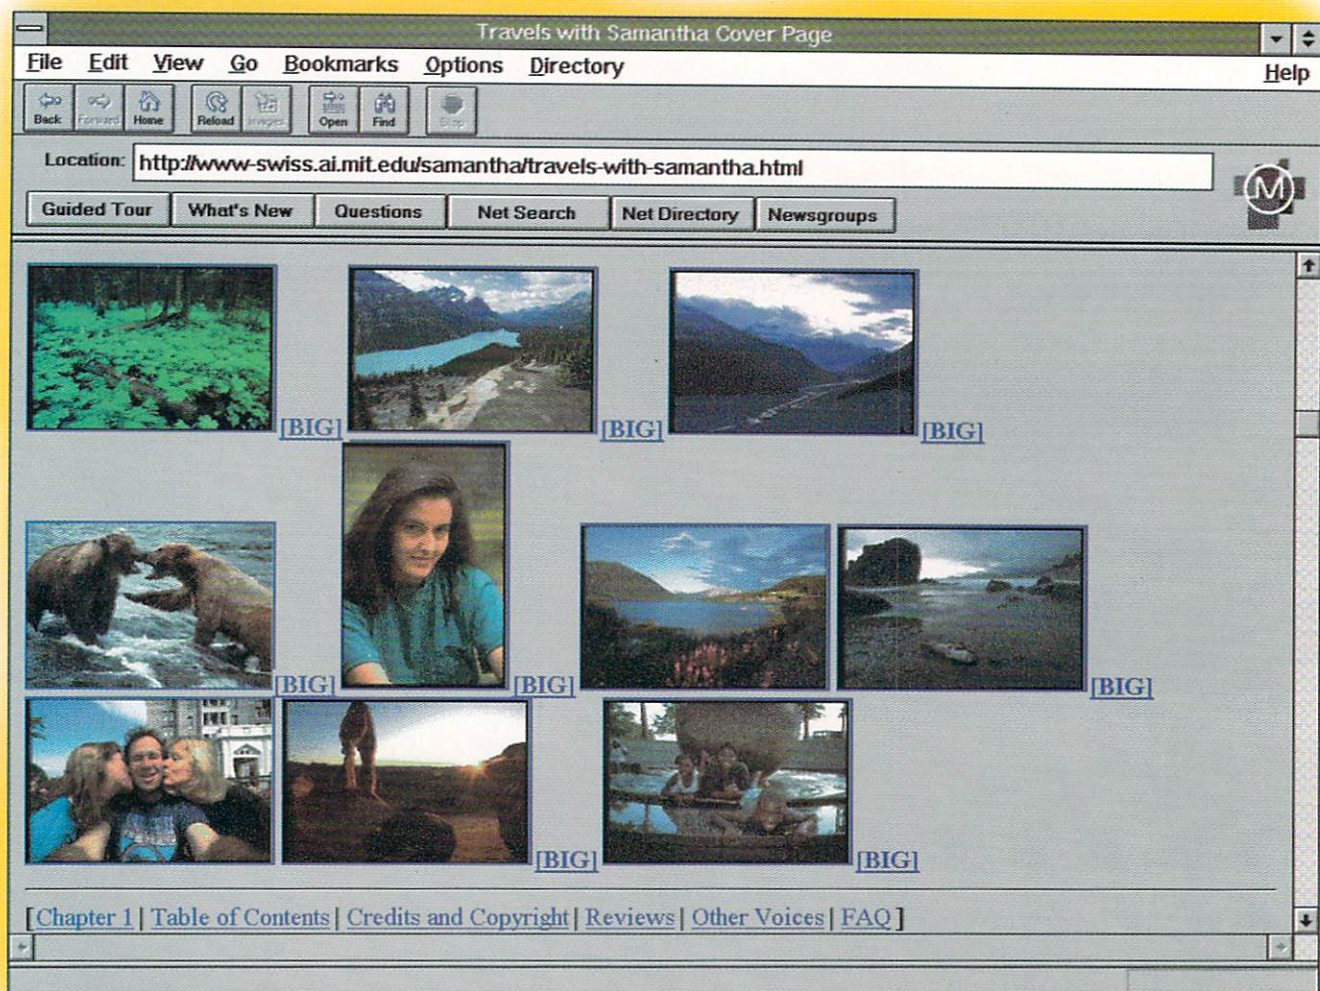 Travels with Samantha Cover Page
File Edit View Go Bookmarks Options Directory Help
Back Forward Home Reload Images Open Find Stop
Location: http://www-swiss.ai.mit.edu/samantha/travels-with-samantha.html
M
Guided Tour What's New Questions Net Search Net Directory Newsgroups
[BIG] [BIG] [BIG]
[BIG] [BIG] [BIG]
[BIG] [BIG]
[Chapter 1 | Table of Contents | Credits and Copyright | Reviews | Other Voices | FAQ ]